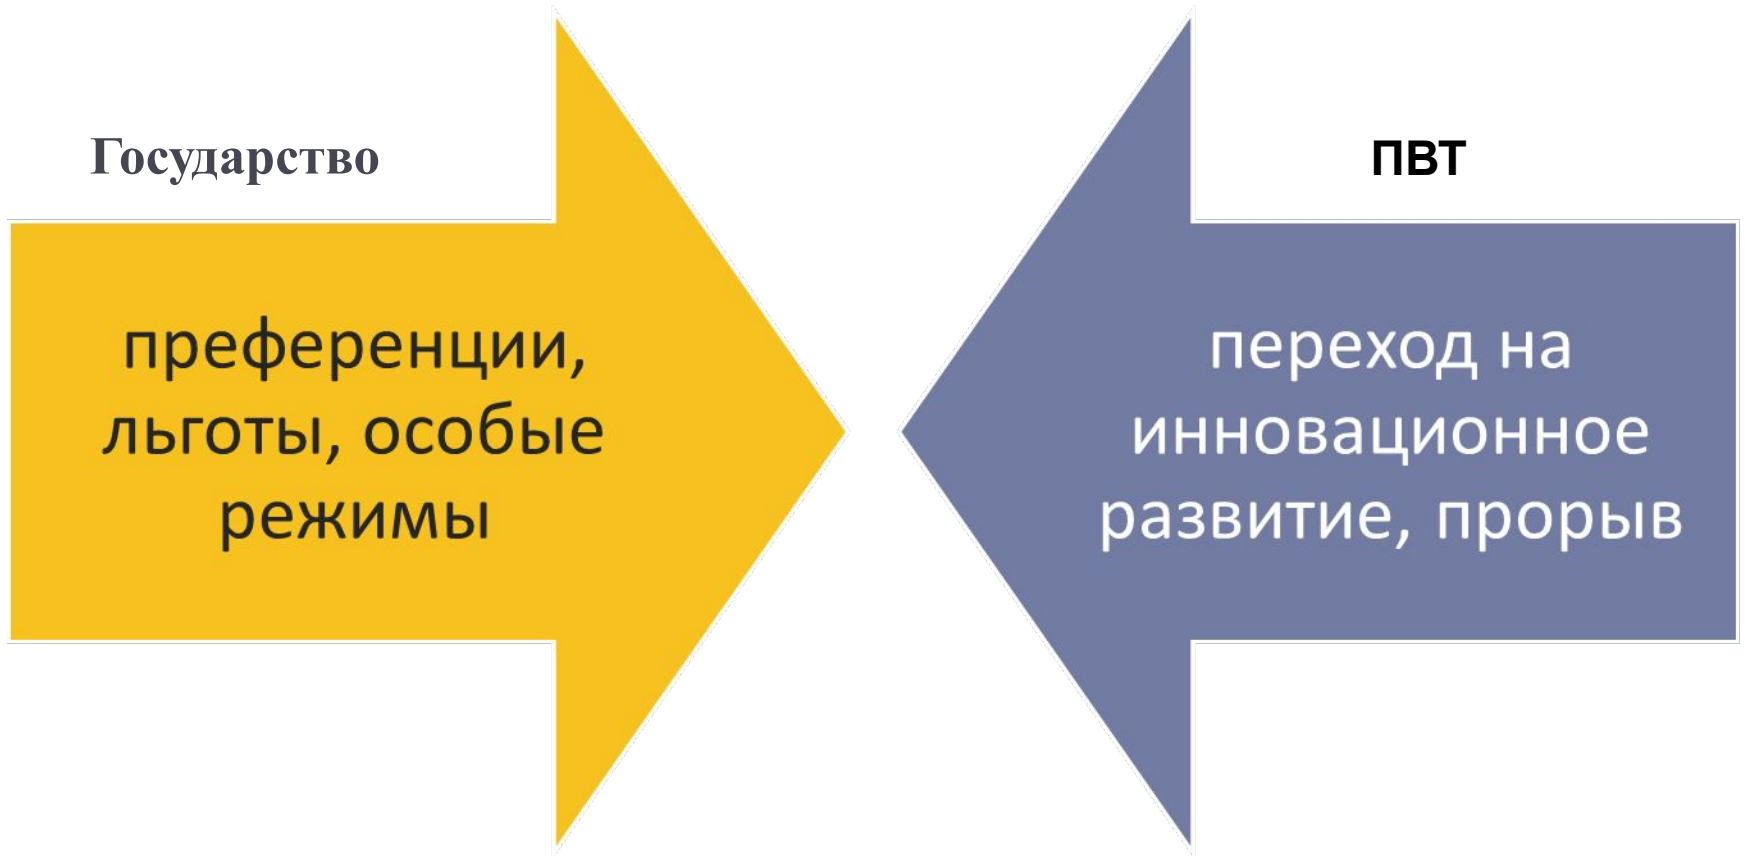 Государство
преференции,
льготы, особые
режимы
ПВТ
переход на
инновационное
развитие, прорыв